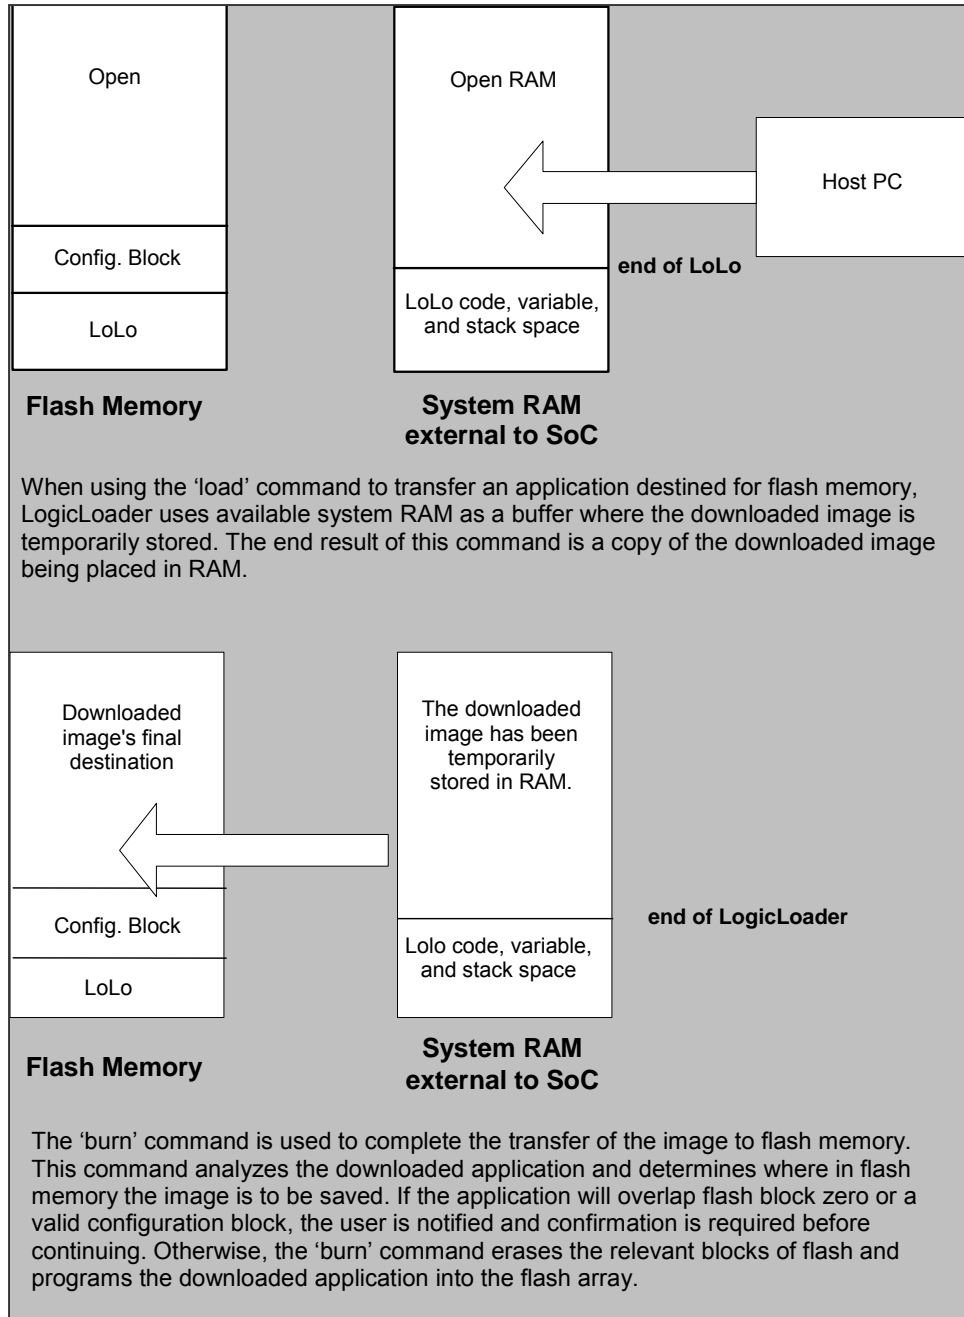 Open
Open RAM
Host PC
Config. Block
end of LoLo
LoLo
LoLo code, variable,
and stack space
Flash Memory
System RAM
external to SoC
When using the ‘load’ command to transfer an application destined for flash memory,
LogicLoader uses available system RAM as a buffer where the downloaded image is
temporarily stored. The end result of this command is a copy of the downloaded image
being placed in RAM.
Downloaded
image's final
destination
The downloaded
image has been
temporarily
stored in RAM.
Config. Block
end of LogicLoader
LoLo
Lolo code, variable,
and stack space
Flash Memory
System RAM
external to SoC
The ‘burn’ command is used to complete the transfer of the image to flash memory.
This command analyzes the downloaded application and determines where in flash
memory the image is to be saved. If the application will overlap flash block zero or a
valid configuration block, the user is notified and confirmation is required before
continuing. Otherwise, the ‘burn’ command erases the relevant blocks of flash and
programs the downloaded application into the flash array.